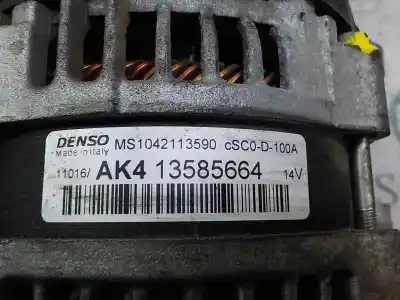 DENSO MS1042113590 cSC0-D-100A
Made in Italy
11016/ AK4 13585664 14V